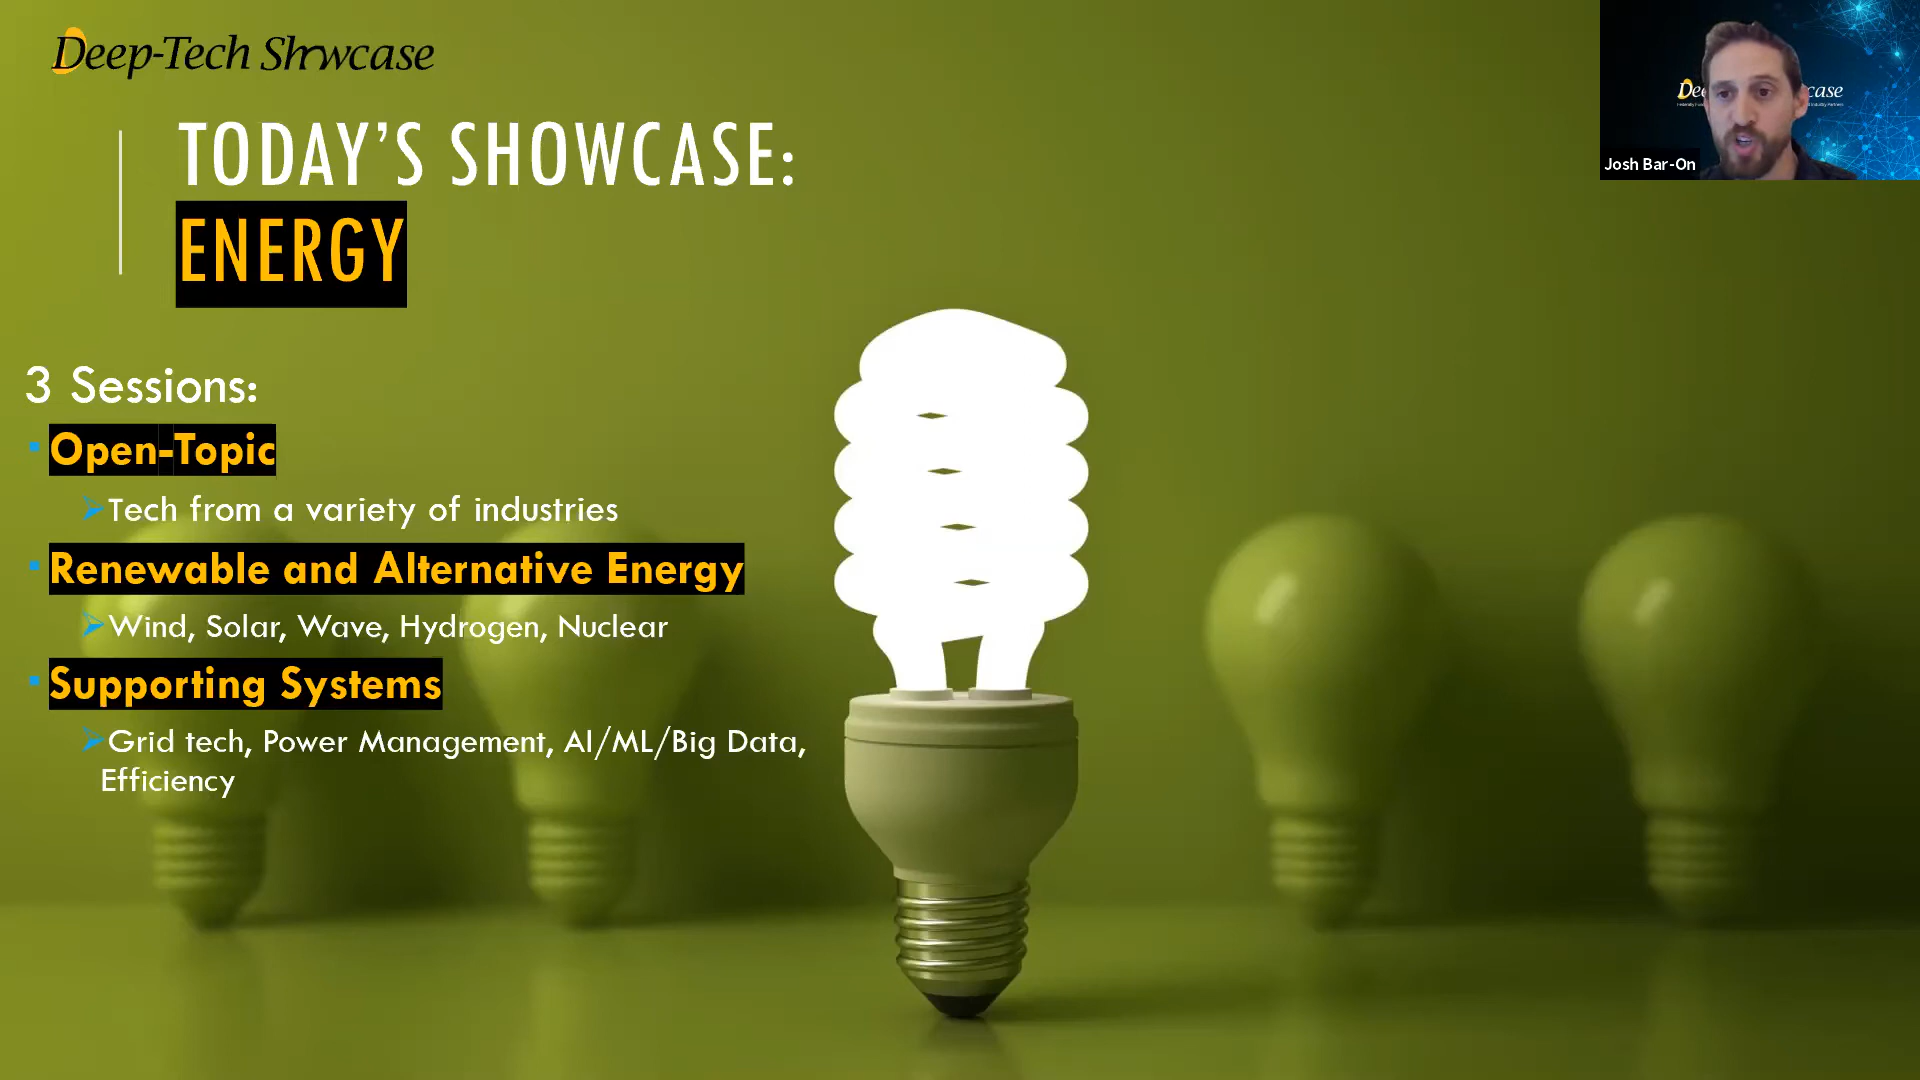 Deep-Tech Showcase
TODAY'S SHOWCASE:
ENERGY
3 Sessions:
Open-Topic
Tech from a variety of industries
Renewable and Alternative Energy
Wind, Solar, Wave, Hydrogen, Nuclear
Supporting Systems
Grid tech, Power Management, AI/ML/Big Data,
Efficiency
Dee case
Josh Bar-On